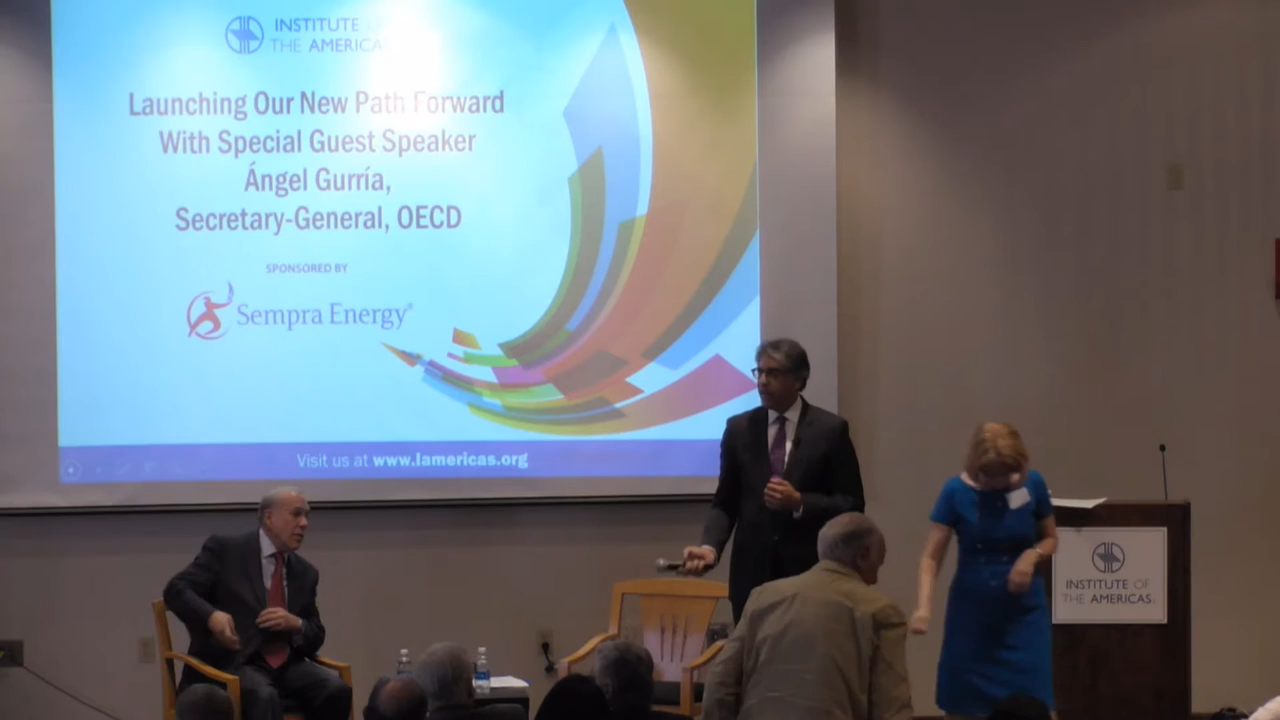 INSTITUTE OF
THE AMERICAS
Launching Our New Path Forward
With Special Guest Speaker
Ángel Gurría,
Secretary-General, OECD
SPONSORED BY
Sempra Energy®
Visit us at www.Iamericas.org
INSTITUTE OF
THE AMERICAS®